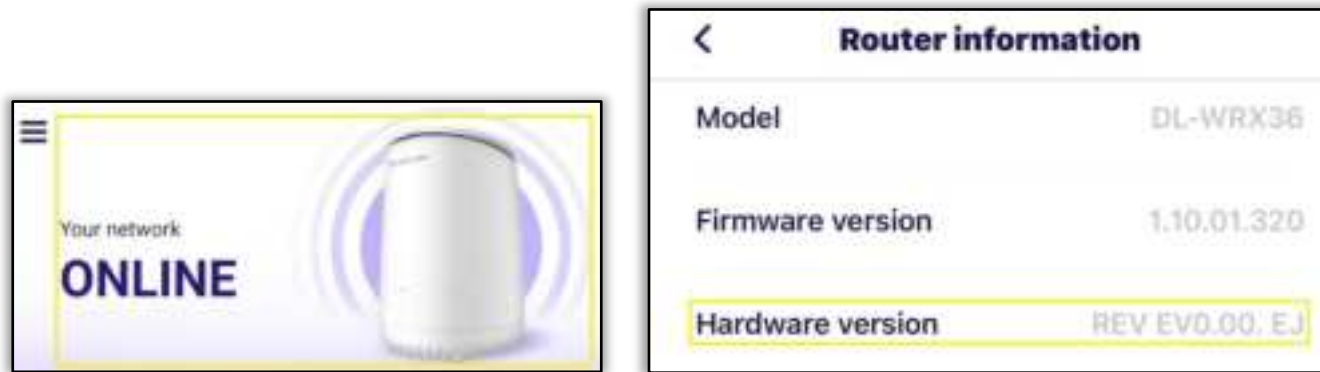 Your network
ONLINE
Router information
Model DL-WRX36
Firmware version 1.10.01.320
Hardware version REV EV0.00. EJ